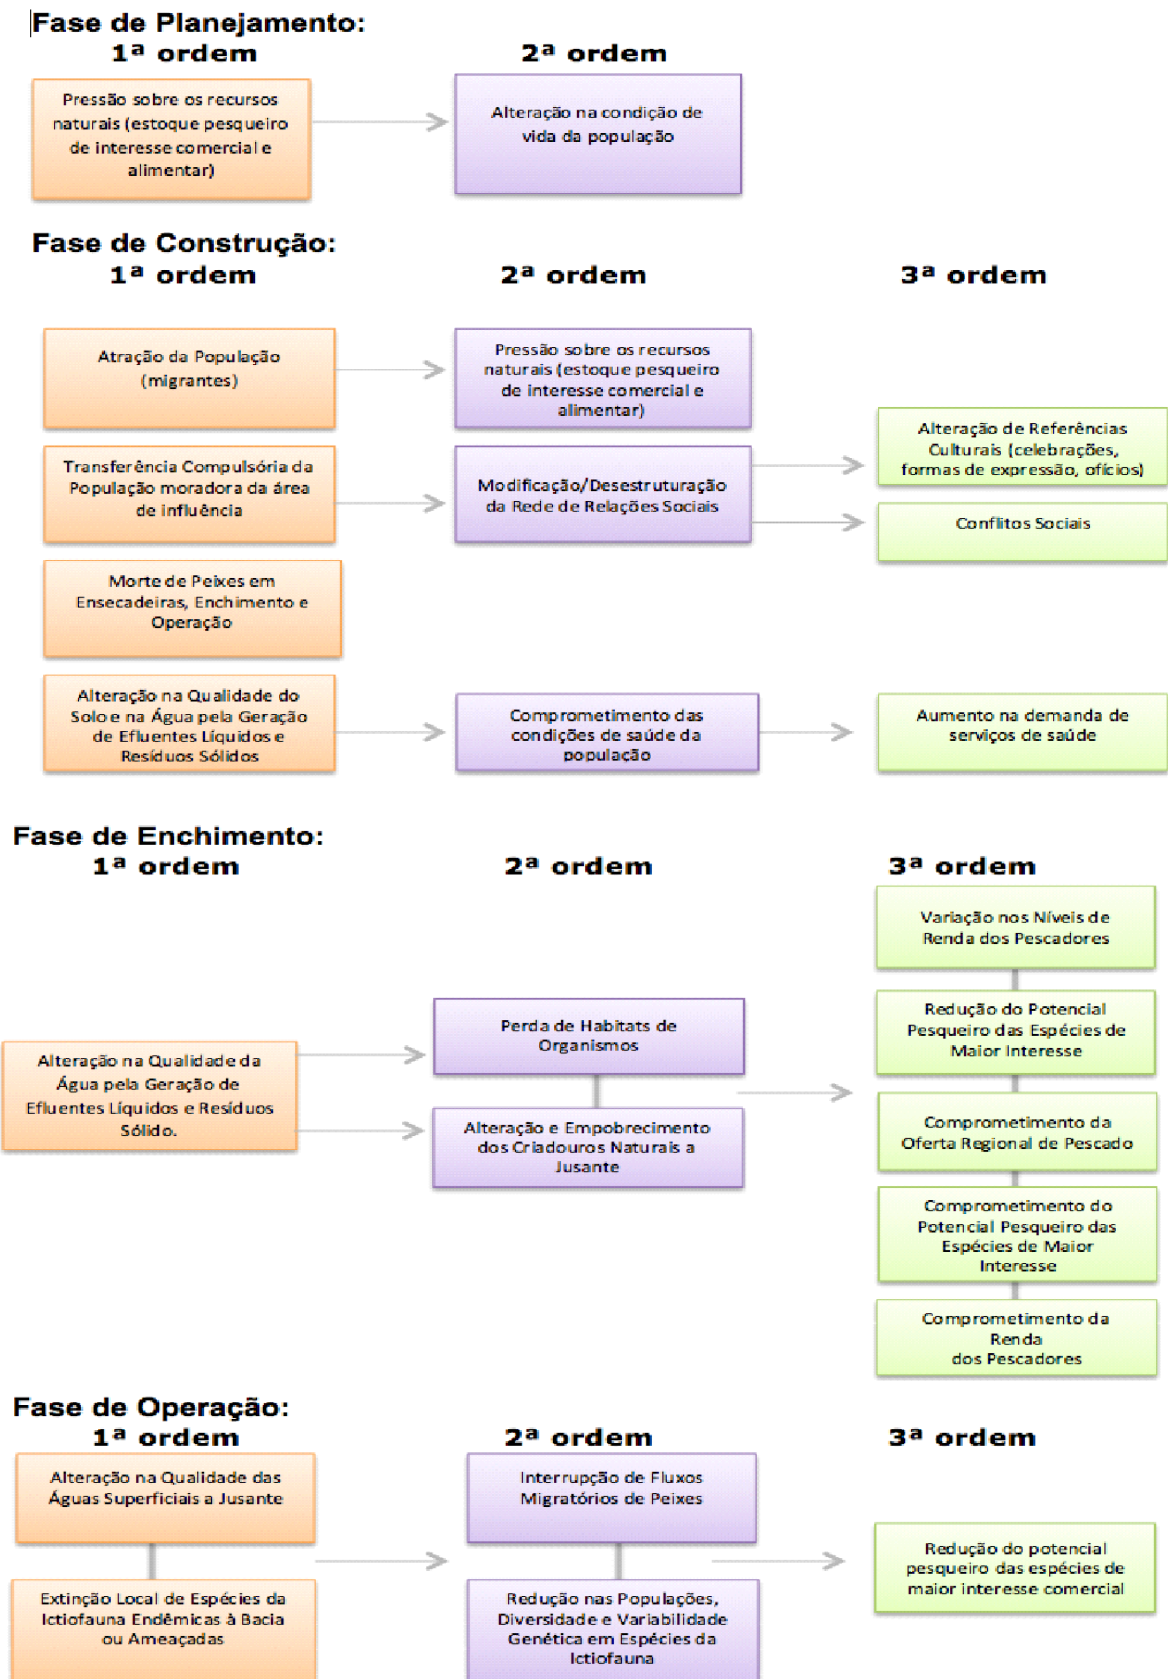 Fase de Planejamento:
1ª ordem
2ª ordem
Pressão sobre os recursos
naturais (estoque pesqueiro
de interesse comercial e
alimentar)
Alteração na condição de
vida da população
Fase de Construção:
1ª ordem
2ª ordem
3ª ordem
Atração da População
(migrantes)
Pressão sobre os recursos
naturais (estoque pesqueiro
de interesse comercial e
alimentar)
Transferência Compulsória da
População moradora da área
de influência
Modificação/Desestruturação
da Rede de Relações Sociais
Alteração de Referências
Culturais (celebrações,
formas de expressão, ofícios)
Conflitos Sociais
Morte de Peixes em
Ensecadeiras, Enchimento e
Operação
Alteração na Qualidade do
Solo e na Água pela Geração
de Efluentes Líquidos e
Resíduos Sólidos
Comprometimento das
condições de saúde da
população
Aumento na demanda de
serviços de saúde
Fase de Enchimento:
1ª ordem
2ª ordem
3ª ordem
Alteração na Qualidade da
Água pela Geração de
Efluentes Líquidos e Resíduos
Sólido.
Perda de Habitats de
Organismos
Alteração e Empobrecimento
dos Criadouros Naturais a
Jusante
Variação nos Níveis de
Renda dos Pescadores
Redução do Potencial
Pesqueiro das Espécies de
Maior Interesse
Comprometimento da
Oferta Regional de Pescado
Comprometimento do
Potencial Pesqueiro das
Espécies de Maior
Interesse
Comprometimento da
Renda
dos Pescadores
Fase de Operação:
1ª ordem
2ª ordem
3ª ordem
Alteração na Qualidade das
Águas Superficiais a Jusante
Extinção Local de Espécies da
Ictiofauna Endêmicas à Bacia
ou Ameaçadas
Interrupção de Fluxos
Migratórios de Peixes
Redução nas Populações,
Diversidade e Variabilidade
Genética em Espécies da
Ictiofauna
Redução do potencial
pesqueiro das espécies de
maior interesse comercial